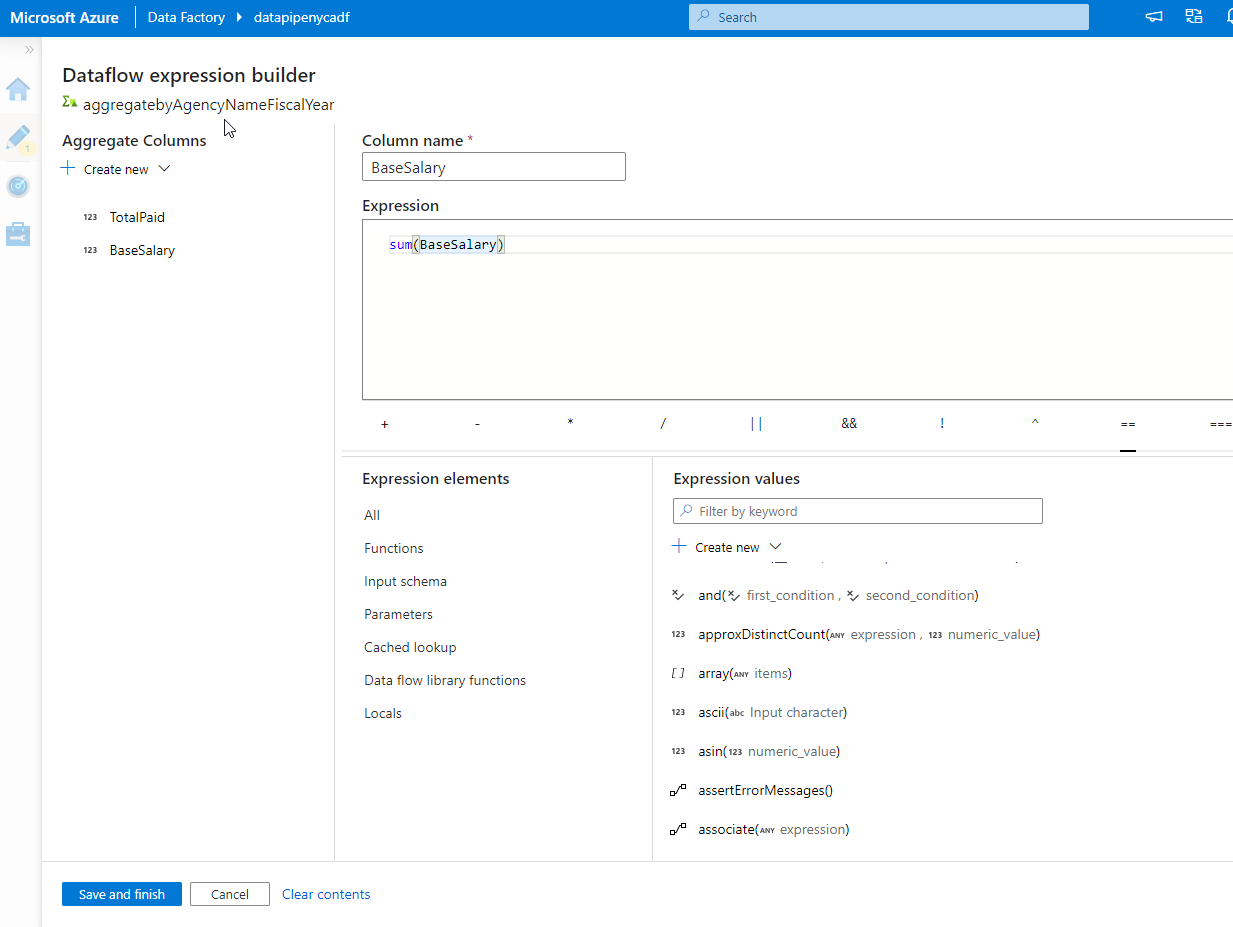 Microsoft Azure Data Factory datapipenycadf Search
Dataflow expression builder
aggregatebyAgencyNameFiscalYear
Aggregate Columns
Create new
123 TotalPaid
123 BaseSalary
Column name *
BaseSalary
Expression
sum(BaseSalary)
+ - * / || && ! ^ == ===
Expression elements
All
Functions
Input schema
Parameters
Cached lookup
Data flow library functions
Locals
Expression values
Filter by keyword
Create new
and( first_condition , second_condition)
123 approxDistinctCount(ANY expression , 123 numeric_value)
[ ] array(ANY items)
123 ascii(abc Input character)
123 asin(123 numeric_value)
assertErrorMessages()
associate(ANY expression)
Save and finish Cancel Clear contents